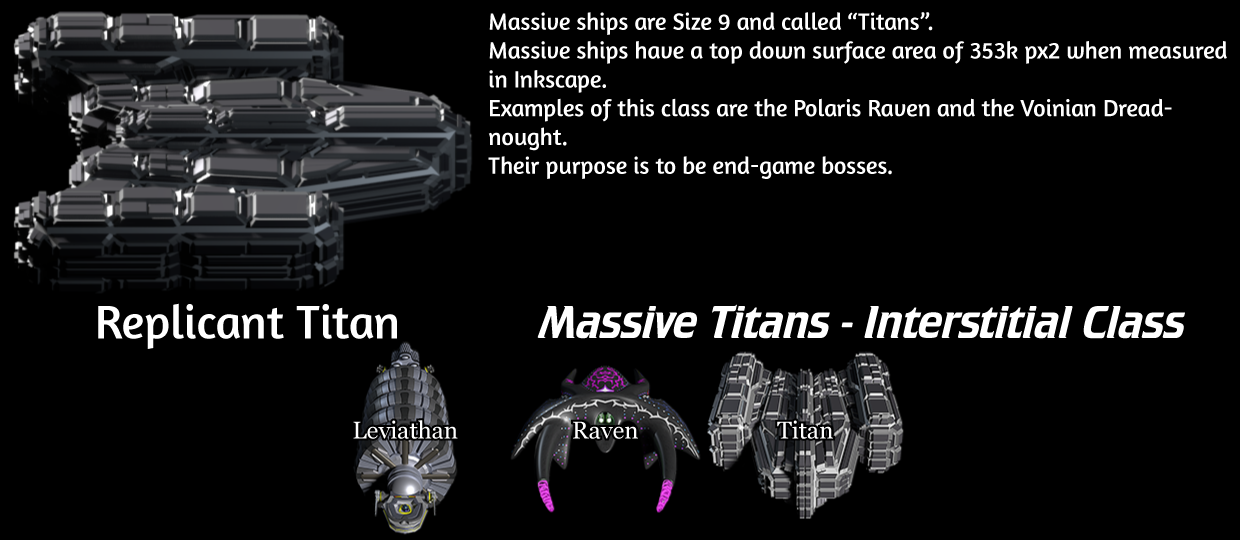 Massive ships are Size 9 and called “Titans”.
Massive ships have a top down surface area of 353k px2 when measured
in Inkscape.
Examples of this class are the Polaris Raven and the Voinian Dread-
nought.
Their purpose is to be end-game bosses.
Replicant Titan
Massive Titans - Interstitial Class
Leviathan
Raven
Titan